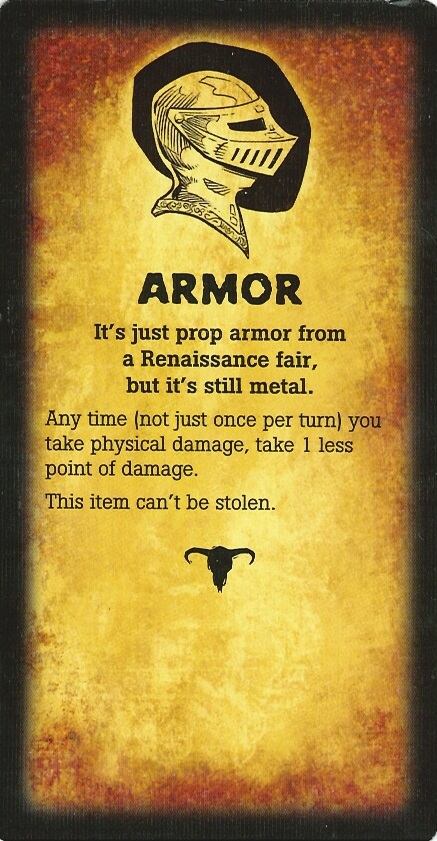 ARMOR
It's just prop armor from
a Renaissance fair,
but it's still metal.
Any time (not just once per turn) you
take physical damage, take 1 less
point of damage.
This item can't be stolen.